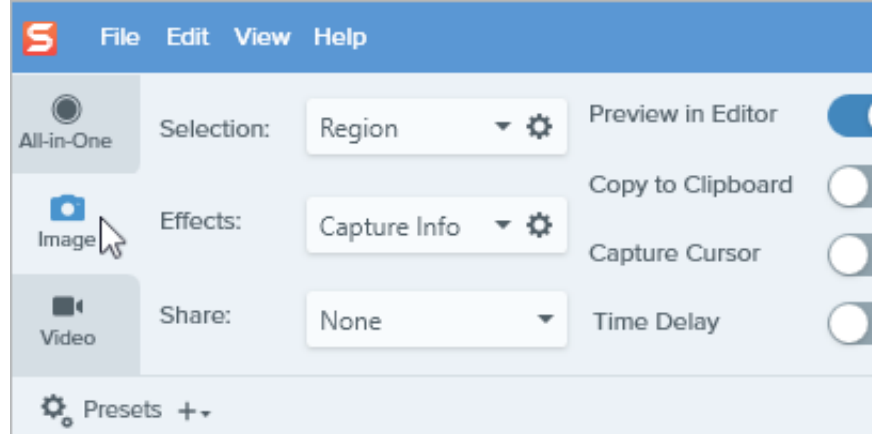 File Edit View Help
All-in-One
Image
Video
Selection: Region
Effects: Capture Info
Share: None
Preview in Editor
Copy to Clipboard
Capture Cursor
Time Delay
Presets